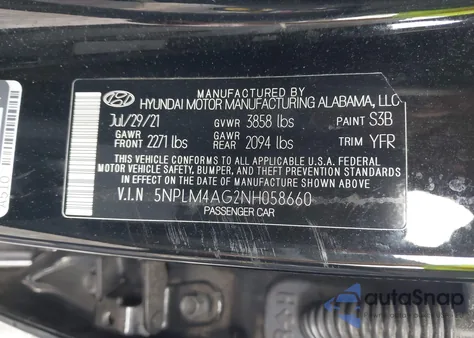 MANUFACTURED BY
HYUNDAI MOTOR MANUFACTURING ALABAMA, LLC
Jul/29/21 GVWR 3858 lbs PAINT S3B
GAWR FRONT 2271 lbs GAWR REAR 2094 lbs TRIM YFR
THIS VEHICLE CONFORMS TO ALL APPLICABLE U.S.A. FEDERAL
MOTOR VEHICLE SAFETY, BUMPER, AND THEFT PREVENTION STANDARDS
IN EFFECT ON THE DATE OF MANUFACTURE SHOWN ABOVE.
V.I.N 5NPLM4AG2NH058660
PASSENGER CAR
autoSnap